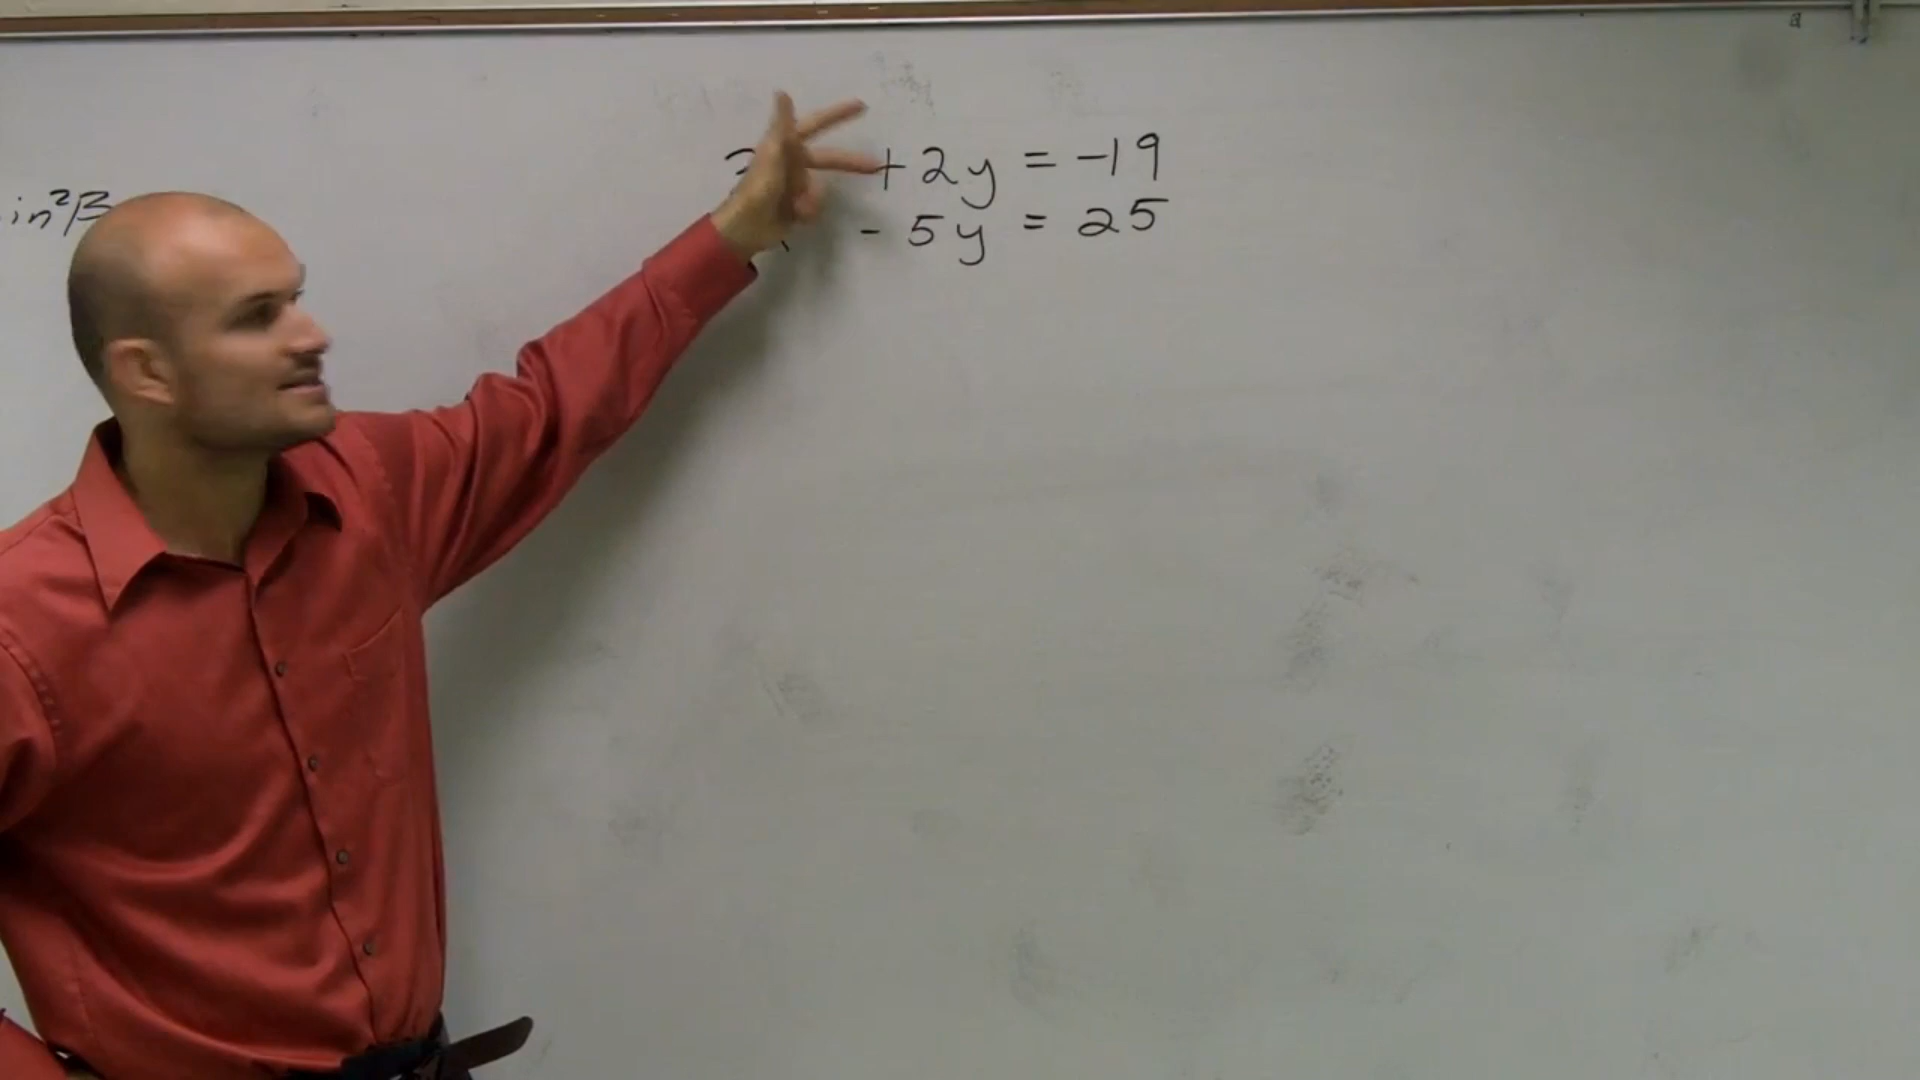 in²β
+ 2y = -19
- 5y = 25